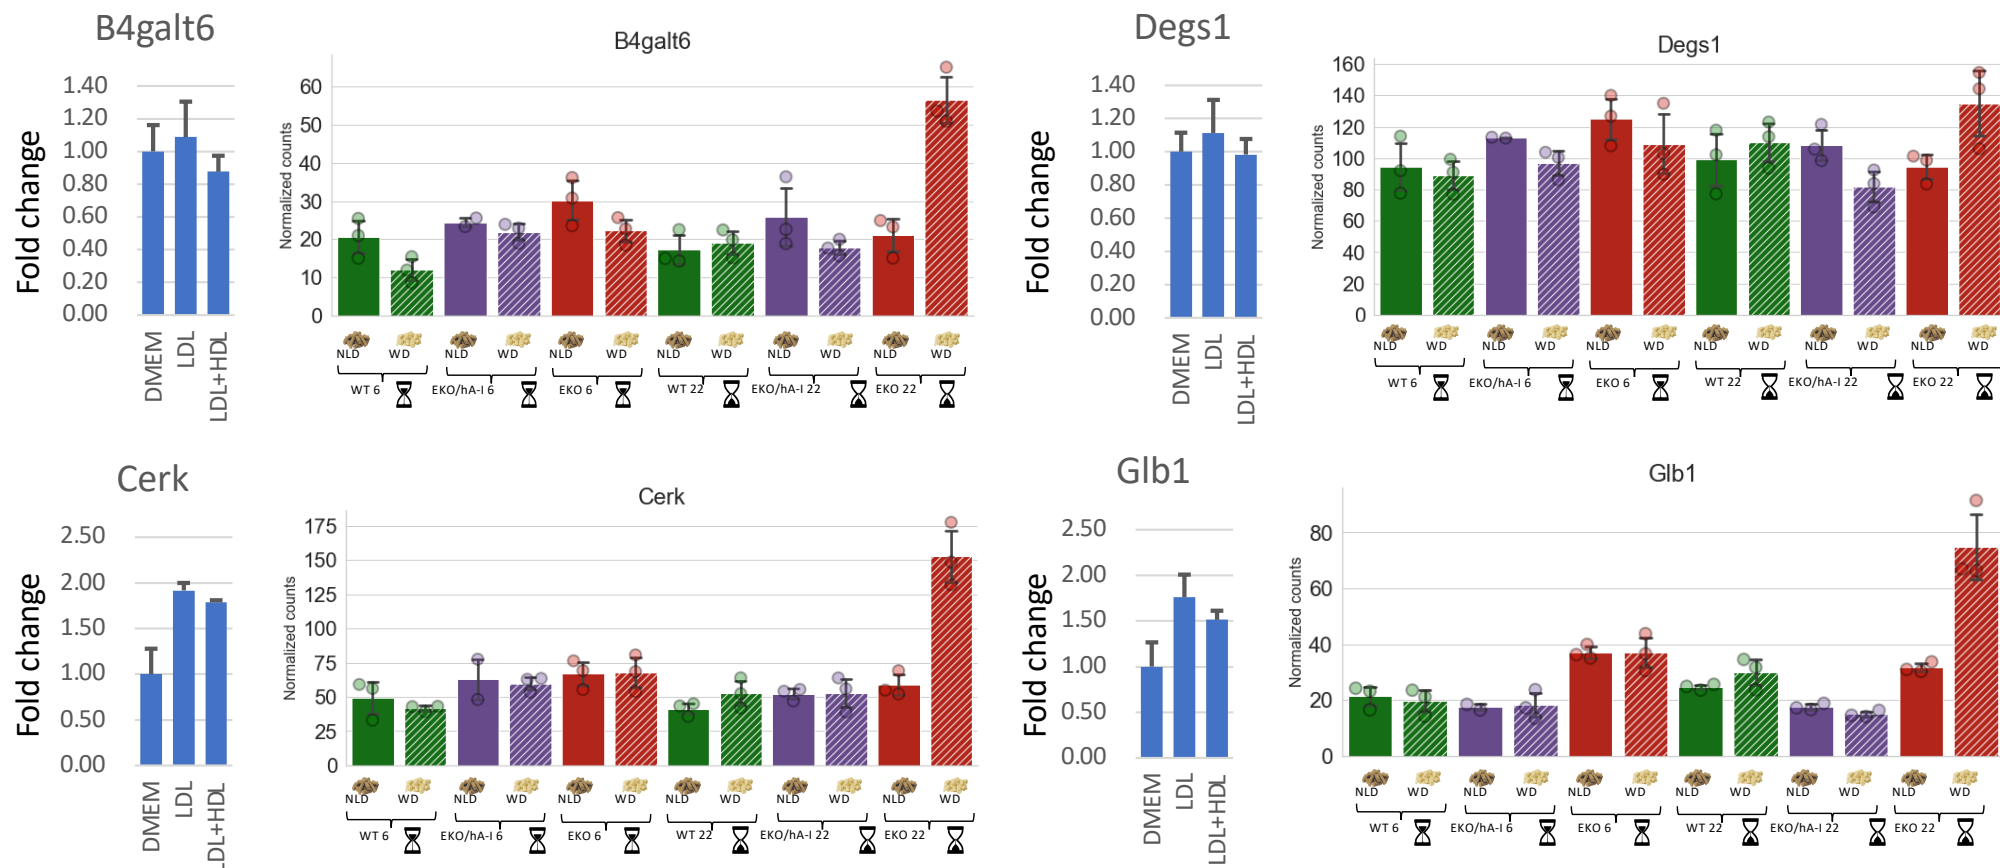 B4galt6
Fold change
1.40
1.20
1.00
0.80
0.60
0.40
0.20
0.00
DMEM
LDL
LDL+HDL
B4galt6
Normalized counts
60
50
40
30
20
10
0
NLD WD NLD WD NLD WD NLD WD NLD WD NLD WD
WT 6 EKO/hA-I 6 EKO 6 WT 22 EKO/hA-I 22 EKO 22
Degs1
Fold change
1.40
1.20
1.00
0.80
0.60
0.40
0.20
0.00
DMEM
LDL
LDL+HDL
Degs1
Normalized counts
160
140
120
100
80
60
40
20
0
NLD WD NLD WD NLD WD NLD WD NLD WD NLD WD
WT 6 EKO/hA-I 6 EKO 6 WT 22 EKO/hA-I 22 EKO 22
Cerk
Fold change
2.50
2.00
1.50
1.00
0.50
0.00
DMEM
LDL
LDL+HDL
Cerk
Normalized counts
175
150
125
100
75
50
25
0
NLD WD NLD WD NLD WD NLD WD NLD WD NLD WD
WT 6 EKO/hA-I 6 EKO 6 WT 22 EKO/hA-I 22 EKO 22
Glb1
Fold change
2.50
2.00
1.50
1.00
0.50
0.00
DMEM
LDL
LDL+HDL
Glb1
Normalized counts
80
60
40
20
0
NLD WD NLD WD NLD WD NLD WD NLD WD NLD WD
WT 6 EKO/hA-I 6 EKO 6 WT 22 EKO/hA-I 22 EKO 22